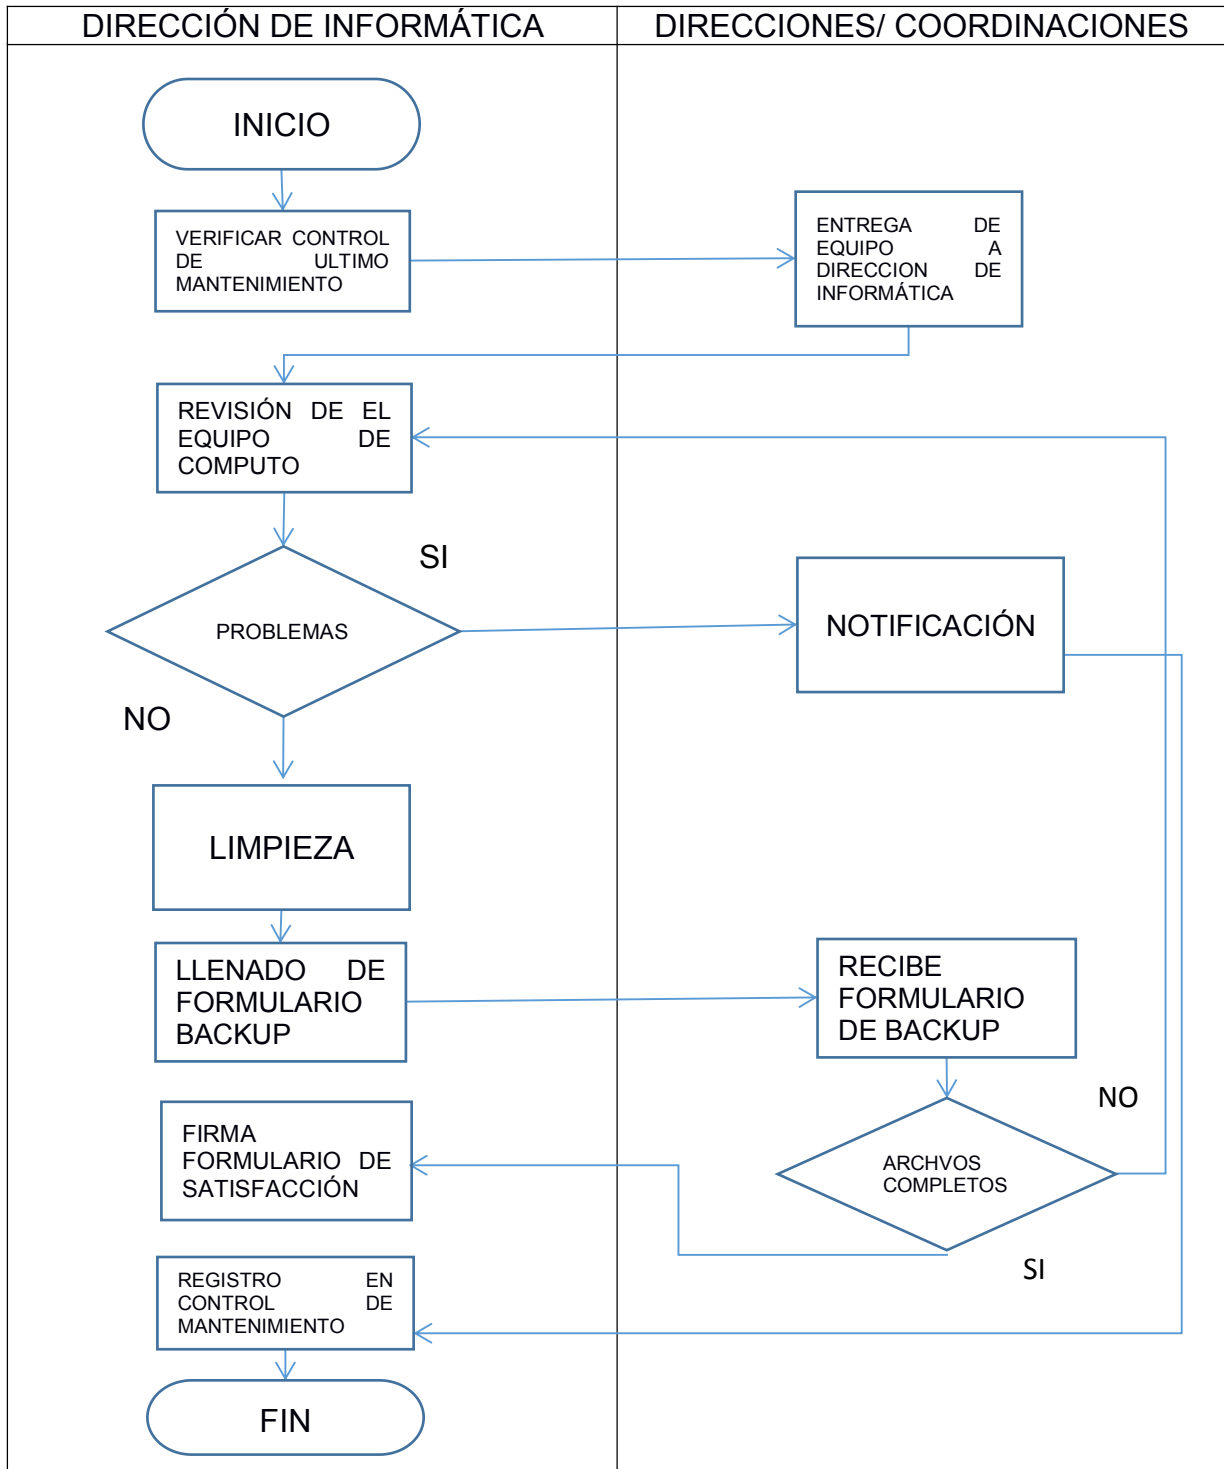 DIRECCIÓN DE INFORMÁTICA
DIRECCIONES/ COORDINACIONES
INICIO
VERIFICAR CONTROL
DE ULTIMO
MANTENIMIENTO
ENTREGA DE
EQUIPO A
DIRECCION DE
INFORMÁTICA
REVISIÓN DE EL
EQUIPO DE
COMPUTO
SI
PROBLEMAS
NOTIFICACIÓN
NO
LIMPIEZA
LLENADO DE
FORMULARIO
BACKUP
RECIBE
FORMULARIO
DE BACKUP
NO
FIRMA
FORMULARIO DE
SATISFACCIÓN
ARCHVOS
COMPLETOS
SI
REGISTRO EN
CONTROL DE
MANTENIMIENTO
FIN